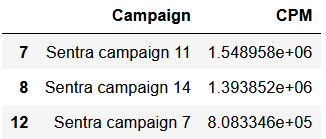 Campaign CPM
7 Sentra campaign 11 1.548958e+06
8 Sentra campaign 14 1.393852e+06
12 Sentra campaign 7 8.083346e+05